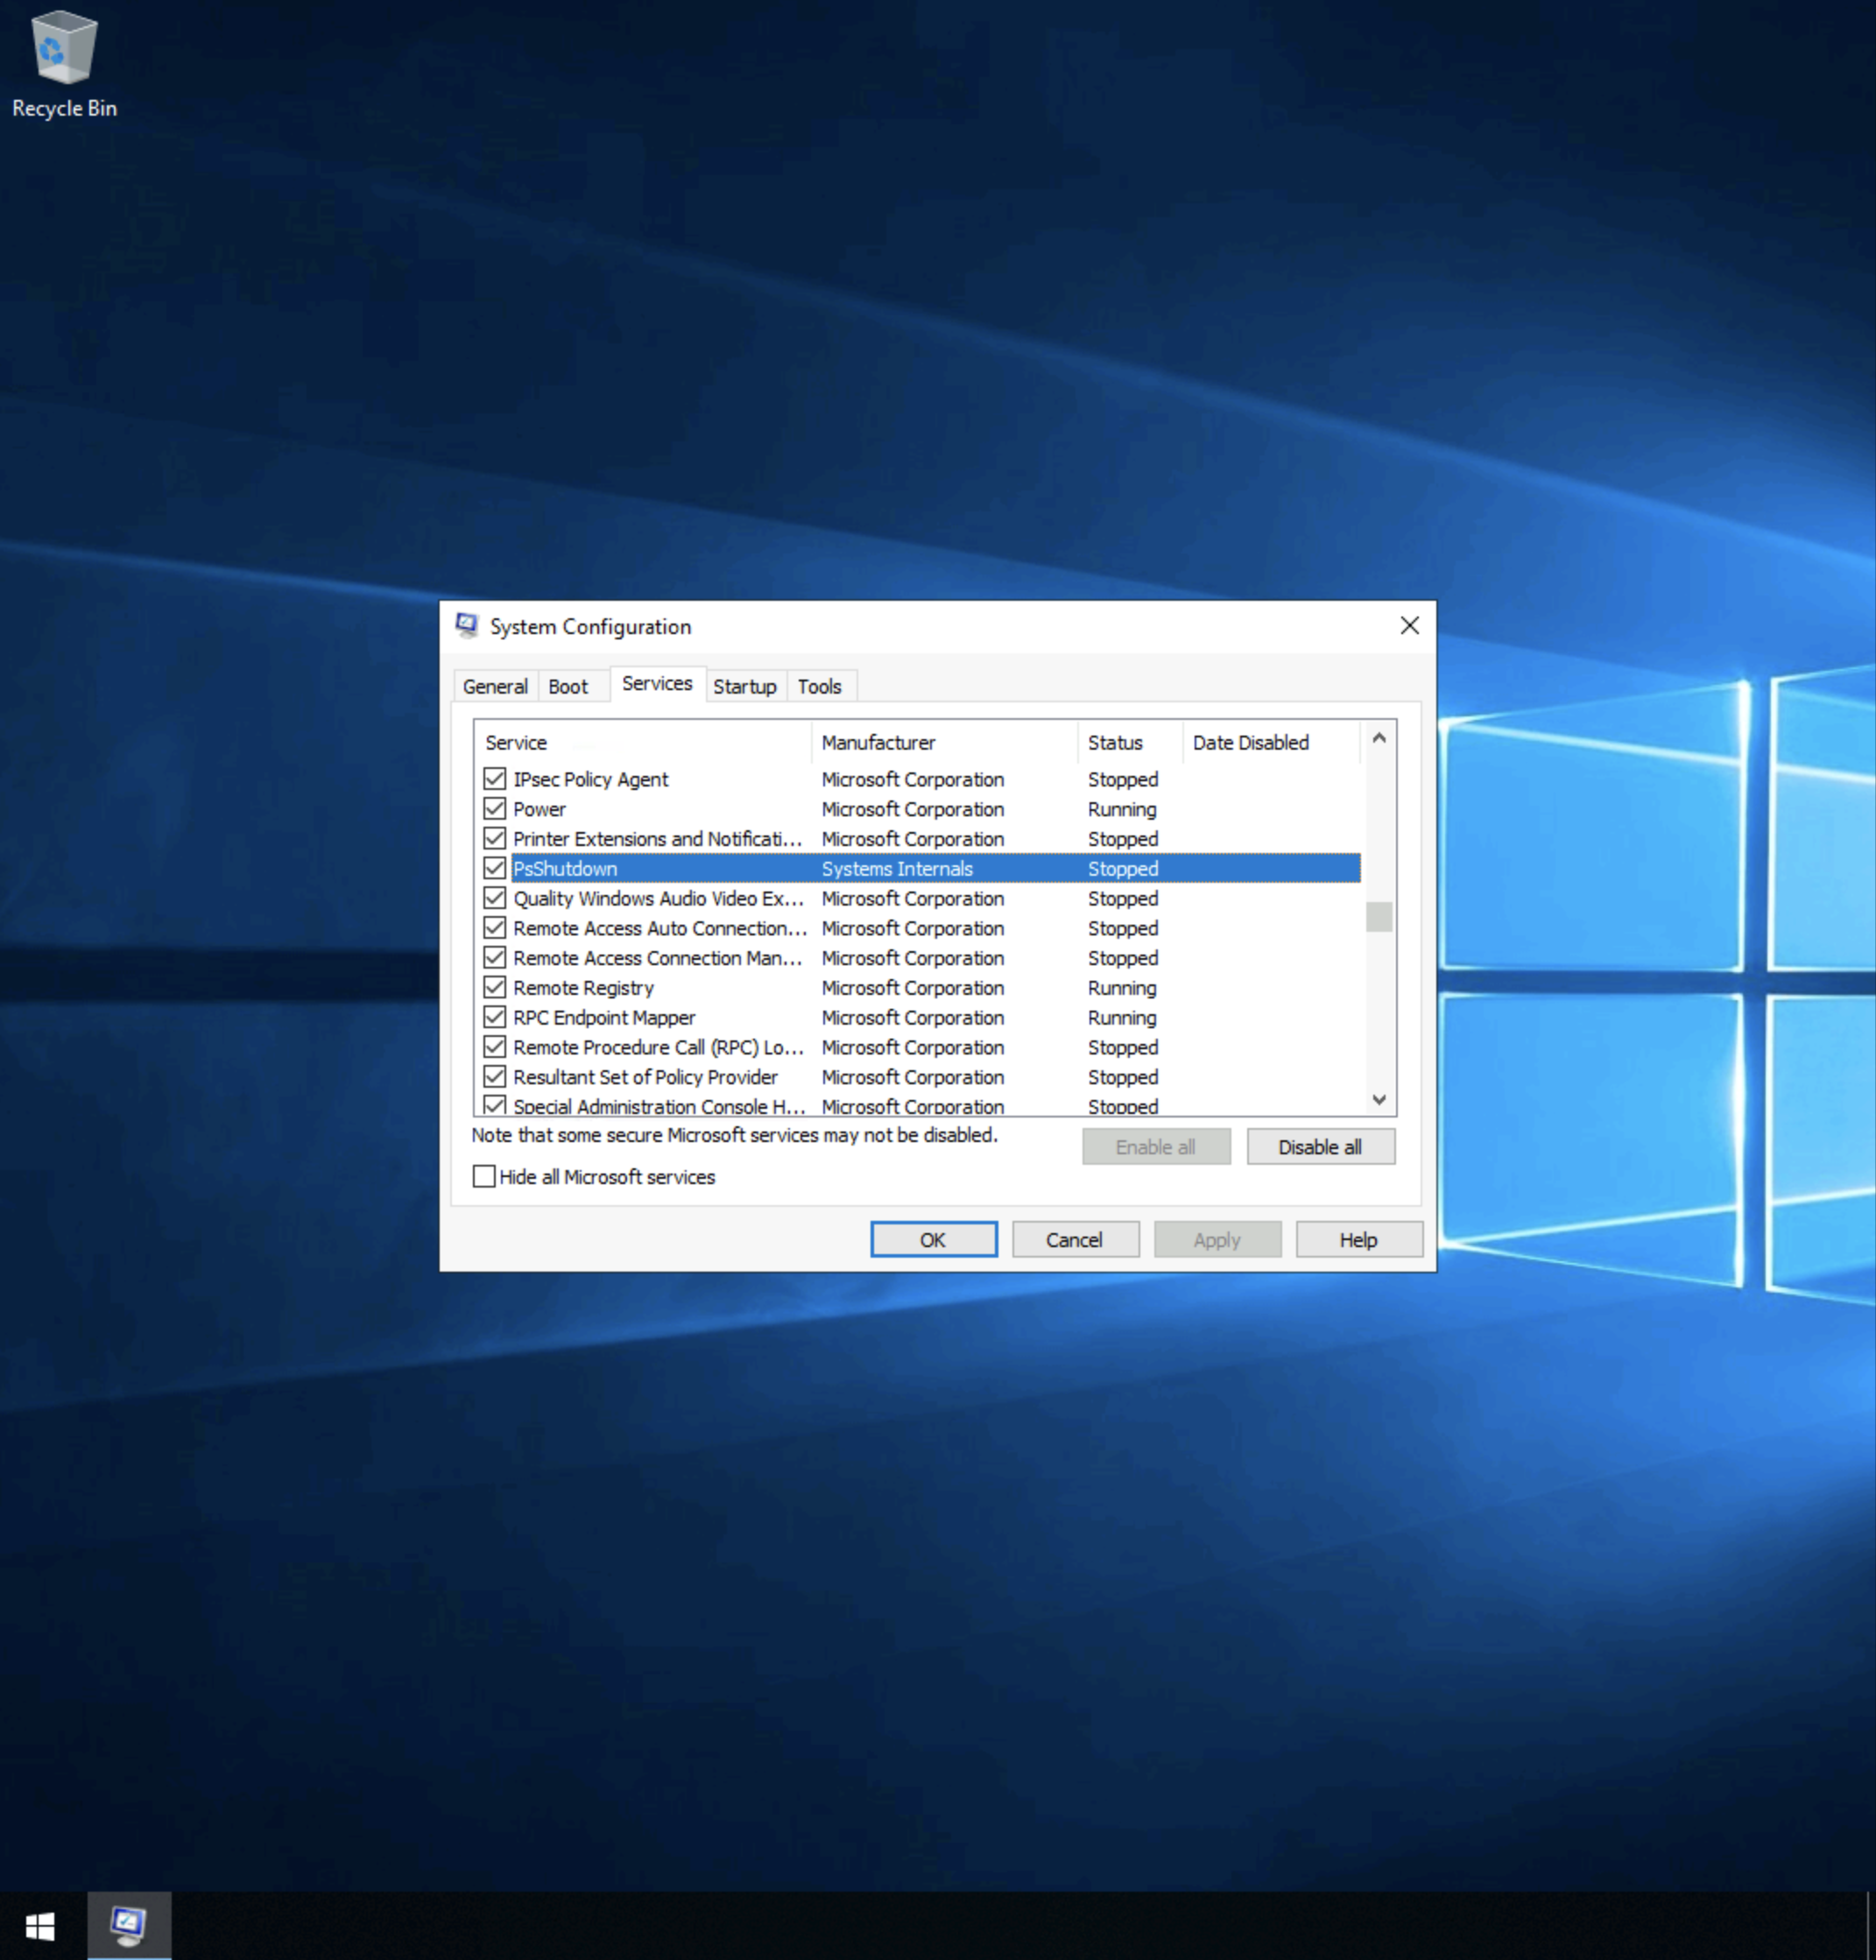 Recycle Bin
System Configuration
General Boot Services Startup Tools
Service Manufacturer Status Date Disabled
IPsec Policy Agent Microsoft Corporation Stopped
Power Microsoft Corporation Running
Printer Extensions and Notificati... Microsoft Corporation Stopped
PsShutdown Systems Internals Stopped
Quality Windows Audio Video Ex... Microsoft Corporation Stopped
Remote Access Auto Connection... Microsoft Corporation Stopped
Remote Access Connection Man... Microsoft Corporation Stopped
Remote Registry Microsoft Corporation Running
RPC Endpoint Mapper Microsoft Corporation Running
Remote Procedure Call (RPC) Lo... Microsoft Corporation Stopped
Resultant Set of Policy Provider Microsoft Corporation Stopped
Special Administration Console H... Microsoft Corporation Stopped
Note that some secure Microsoft services may not be disabled.
Enable all Disable all
Hide all Microsoft services
OK Cancel Apply Help